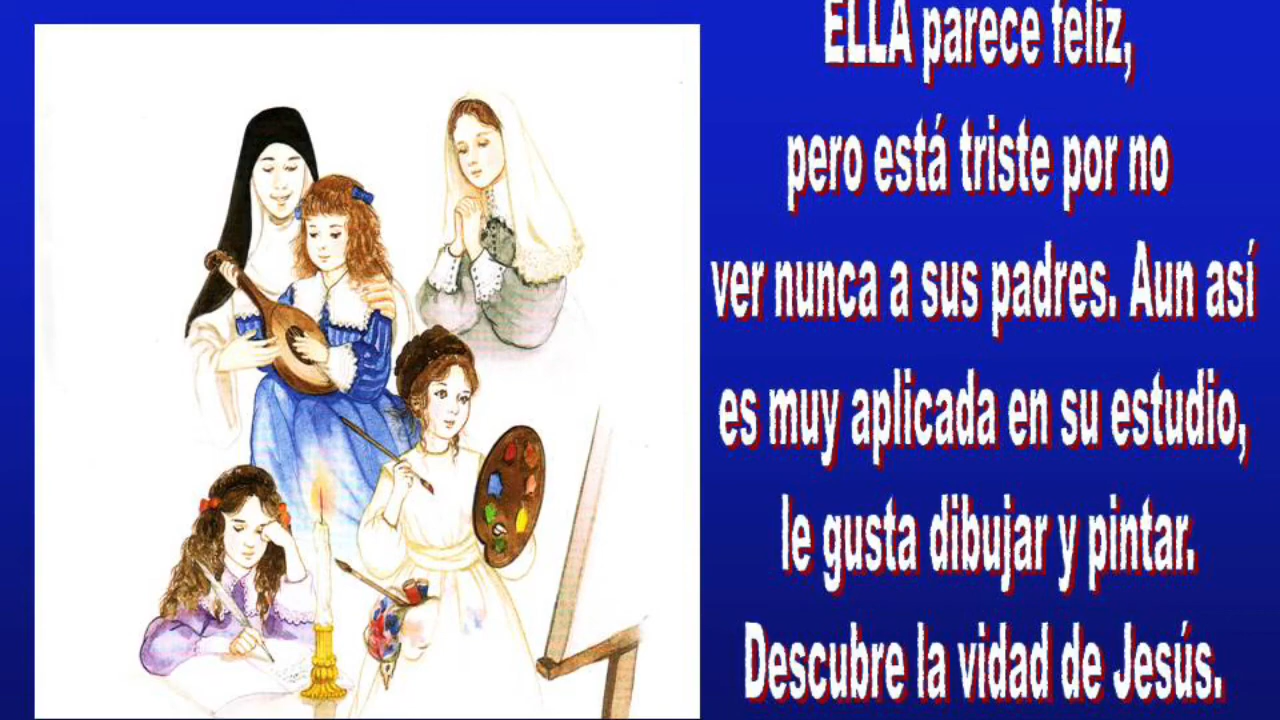 ELLA parece feliz,
pero está triste por no
ver nunca a sus padres. Aun así
es muy aplicada en su estudio,
le gusta dibujar y pintar.
Descubre la vidad de Jesús.